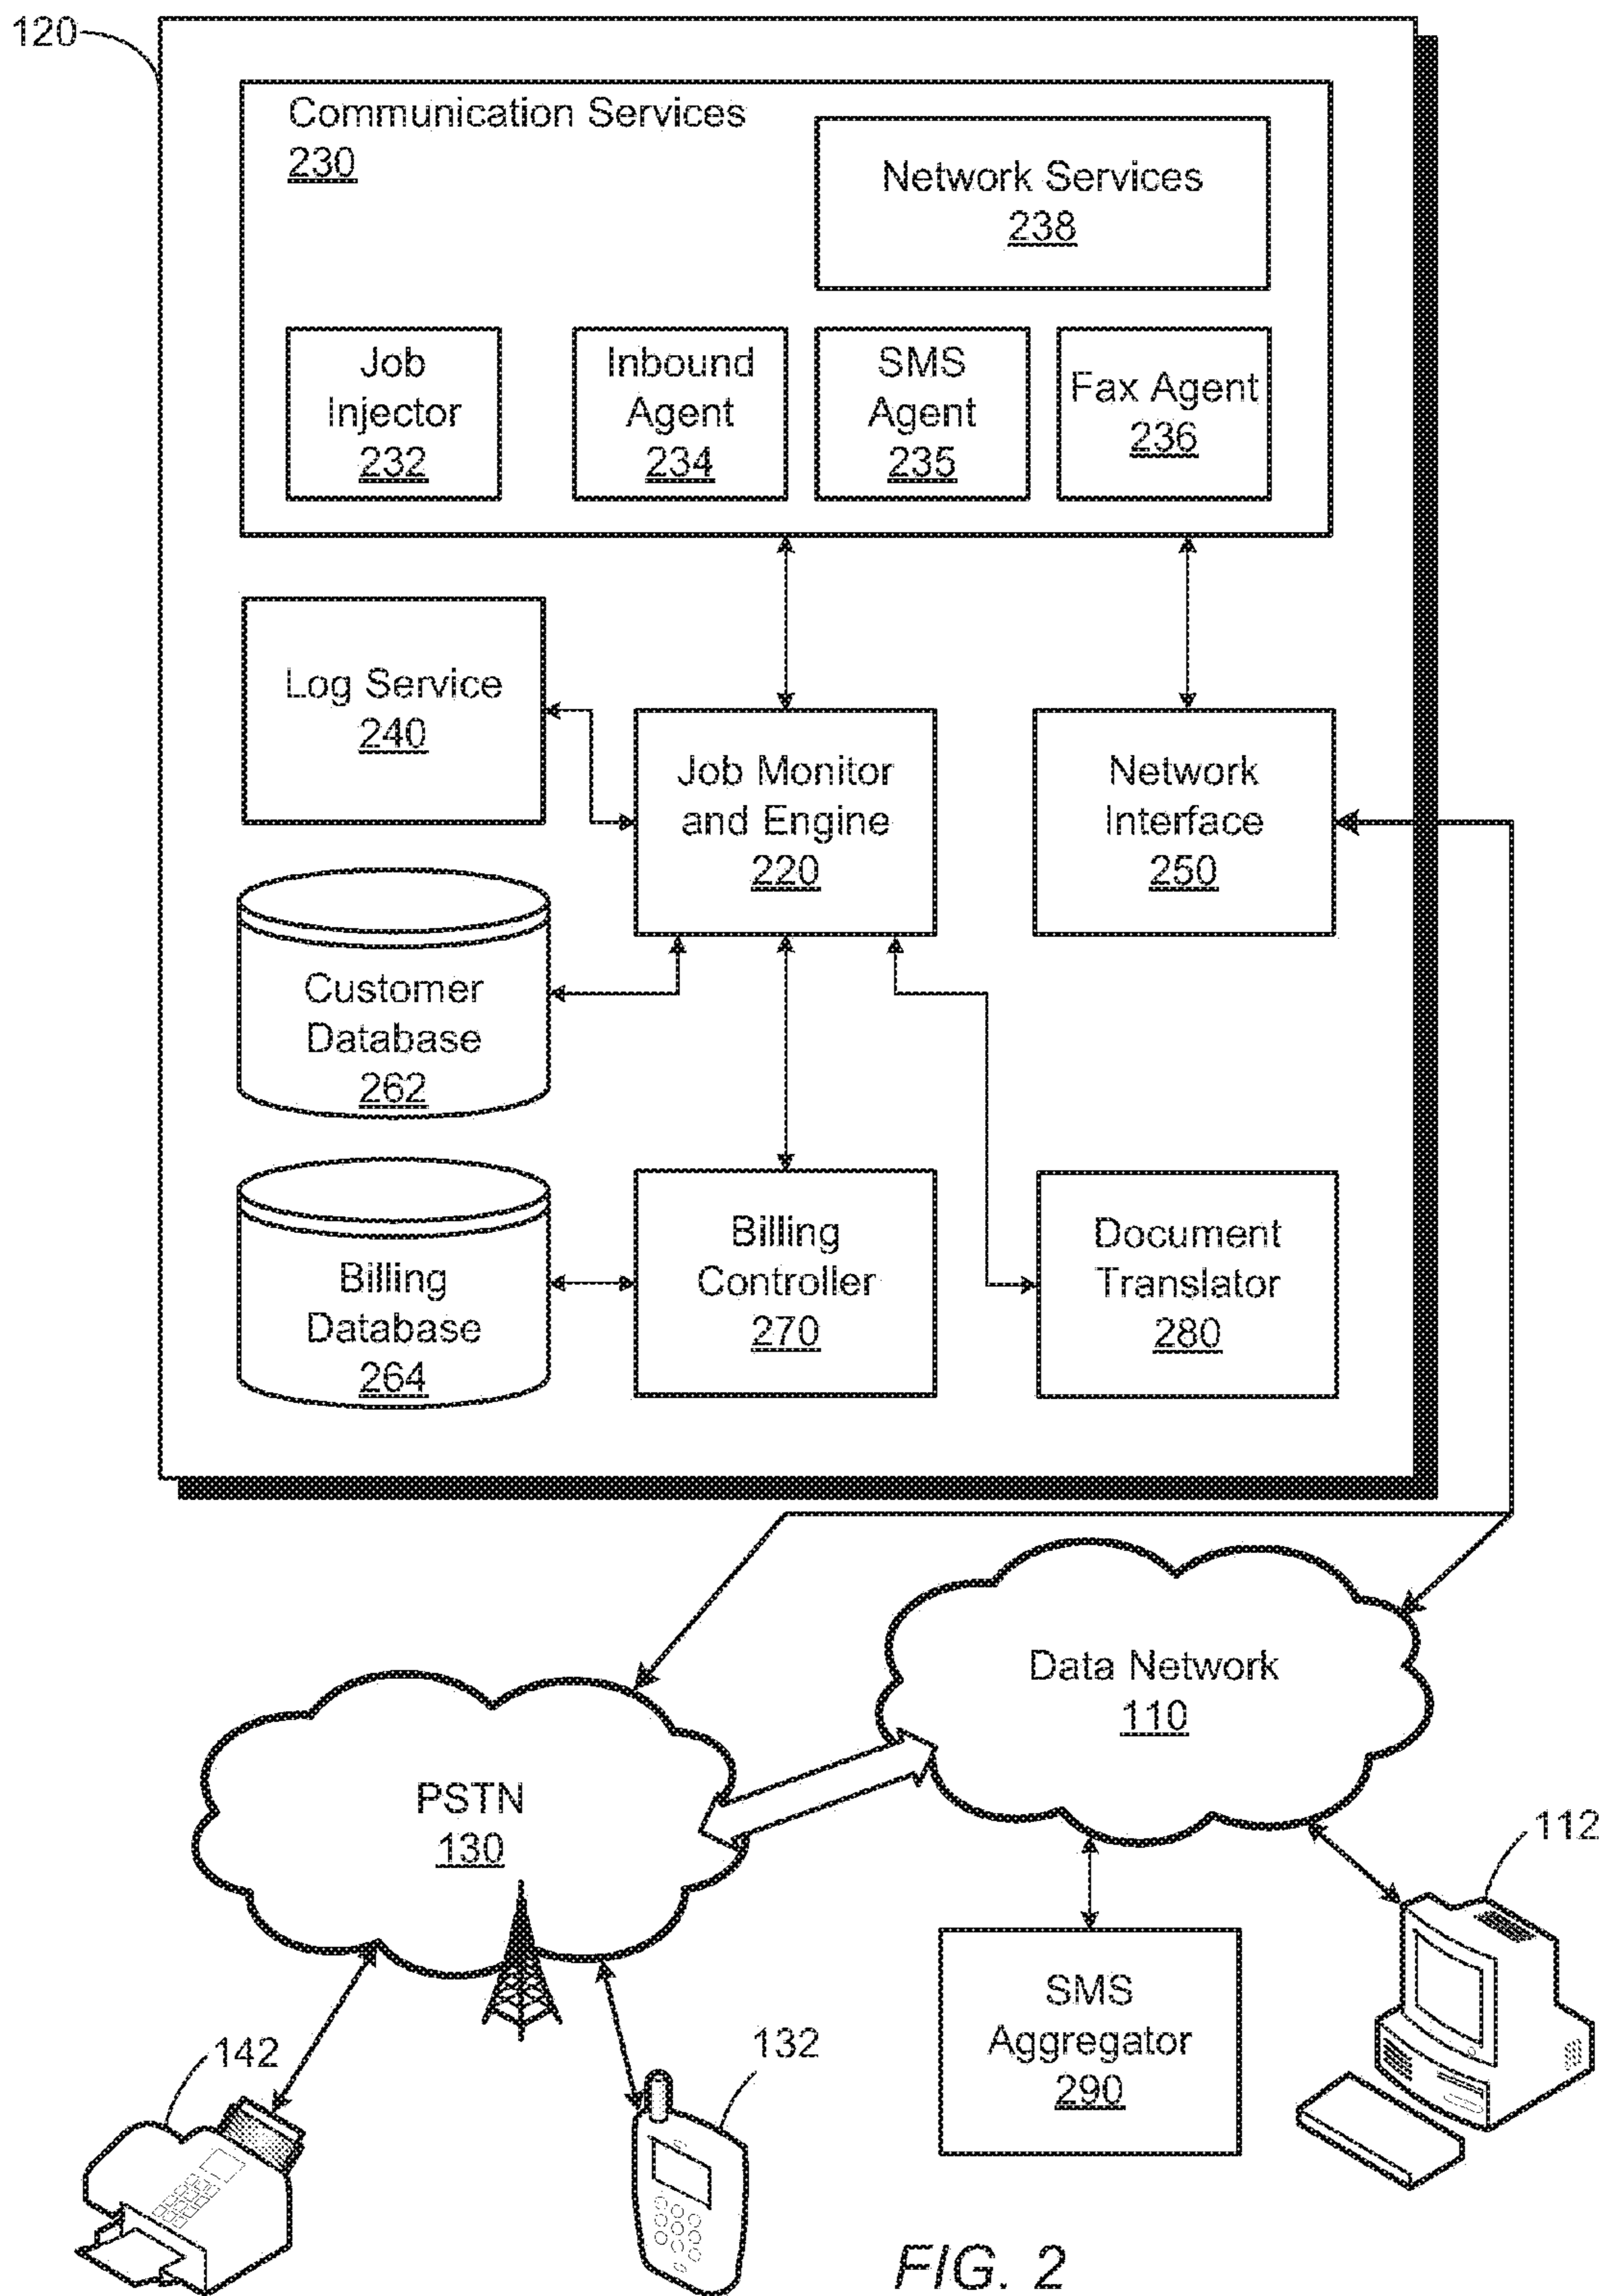 120
Communication Services
230
Network Services
238
Job
Injector
232
Inbound
Agent
234
SMS
Agent
235
Fax Agent
236
Log Service
240
Job Monitor
and Engine
220
Network
Interface
250
Customer
Database
262
Billing
Database
264
Billing
Controller
270
Document
Translator
280
Data Network
110
PSTN
130
112
SMS
Aggregator
290
142
132
FIG. 2